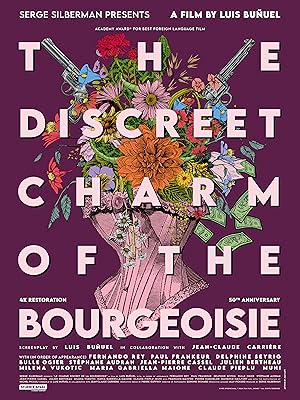 SERGE SILBERMAN PRESENTS A FILM BY LUIS BUÑUEL
ACADEMY AWARD® FOR BEST FOREIGN LANGUAGE FILM
THE
DISCREET
CHARM
OF THE
4K RESTORATION 50TH ANNIVERSARY
BOURGEOISIE
SCREENPLAY BY LUIS BUÑUEL IN COLLABORATION WITH JEAN-CLAUDE CARRIÈRE
WITH (IN ORDER OF APPEARANCE) FERNANDO REY PAUL FRANKEUR DELPHINE SEYRIG
BULLE OGIER STÉPHANE AUDRAN JEAN-PIERRE CASSEL JULIEN BERTHEAU
MILENA VUKOTIC MARIA GABRIELLA MAIONE CLAUDE PIEPLU MUNI